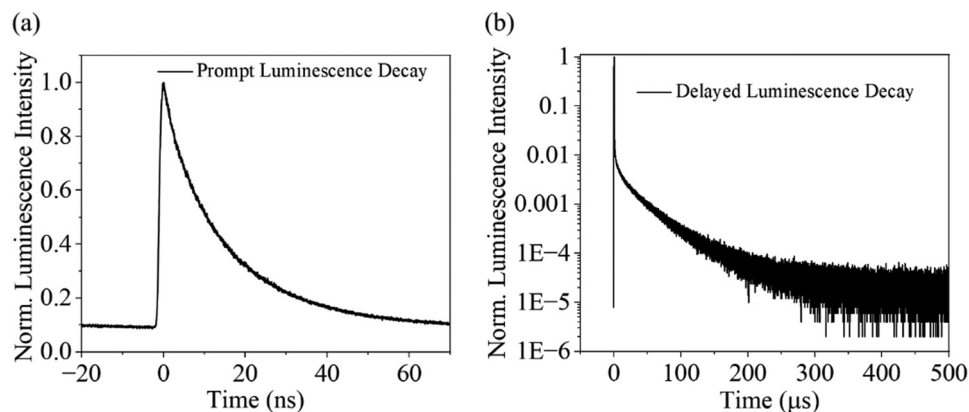 (a)
Prompt Luminescence Decay
Norm. Luminescence Intensity
1.0
0.8
0.6
0.4
0.2
0.0
−20
0
20
40
60
Time (ns)
(b)
Delayed Luminescence Decay
Norm. Luminescence Intensity
1
0.1
0.01
0.001
1E−4
1E−5
1E−6
0
100
200
300
400
500
Time (μs)